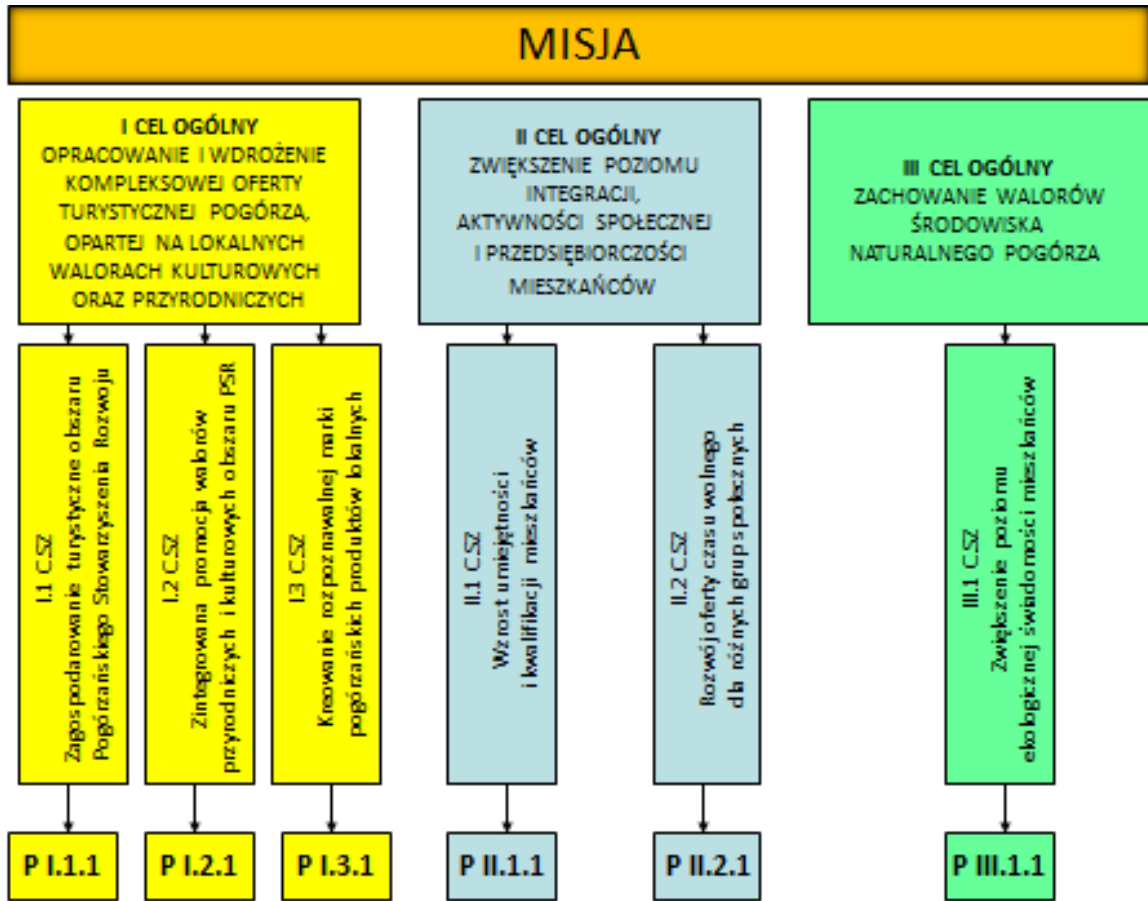 MISJA
I CEL OGÓLNY
OPRACOWANIE I WDROŻENIE
KOMPLEKSOWEJ OFERTY
TURYSTYCZNEJ POGÓRZA,
OPARTEJ NA LOKALNYCH
WALORACH KULTUROWYCH
ORAZ PRZYRODNICZYCH
II CEL OGÓLNY
ZWIĘKSZENIE POZIOMU
INTEGRACJI,
AKTYWNOŚCI SPOŁECZNEJ
I PRZEDSIĘBIORCZOŚCI
MIESZKAŃCÓW
III CEL OGÓLNY
ZACHOWANIE WALORÓW
ŚRODOWISKA
NATURALNEGO POGÓRZA
I.1 CSZ
Zagospodarowanie turystyczne obszaru
Pogórzańskiego Stowarzyszenia Rozwoju
I.2 CSZ
Zintegrowana promocja walorów
przyrodniczych i kulturowych obszaru PSR
I.3 CSZ
Kreowanie rozpoznawalnej marki
pogórzańskich produktów lokalnych
II.1 CSZ
Wzrost umiejętności
i kwalifikacji mieszkańców
II.2 CSZ
Rozwój oferty czasu wolnego
dla różnych grup społecznych
III.1 CSZ
Zwiększenie poziomu
ekologicznej świadomości mieszkańców
P I.1.1
P I.2.1
P I.3.1
P II.1.1
P II.2.1
P III.1.1